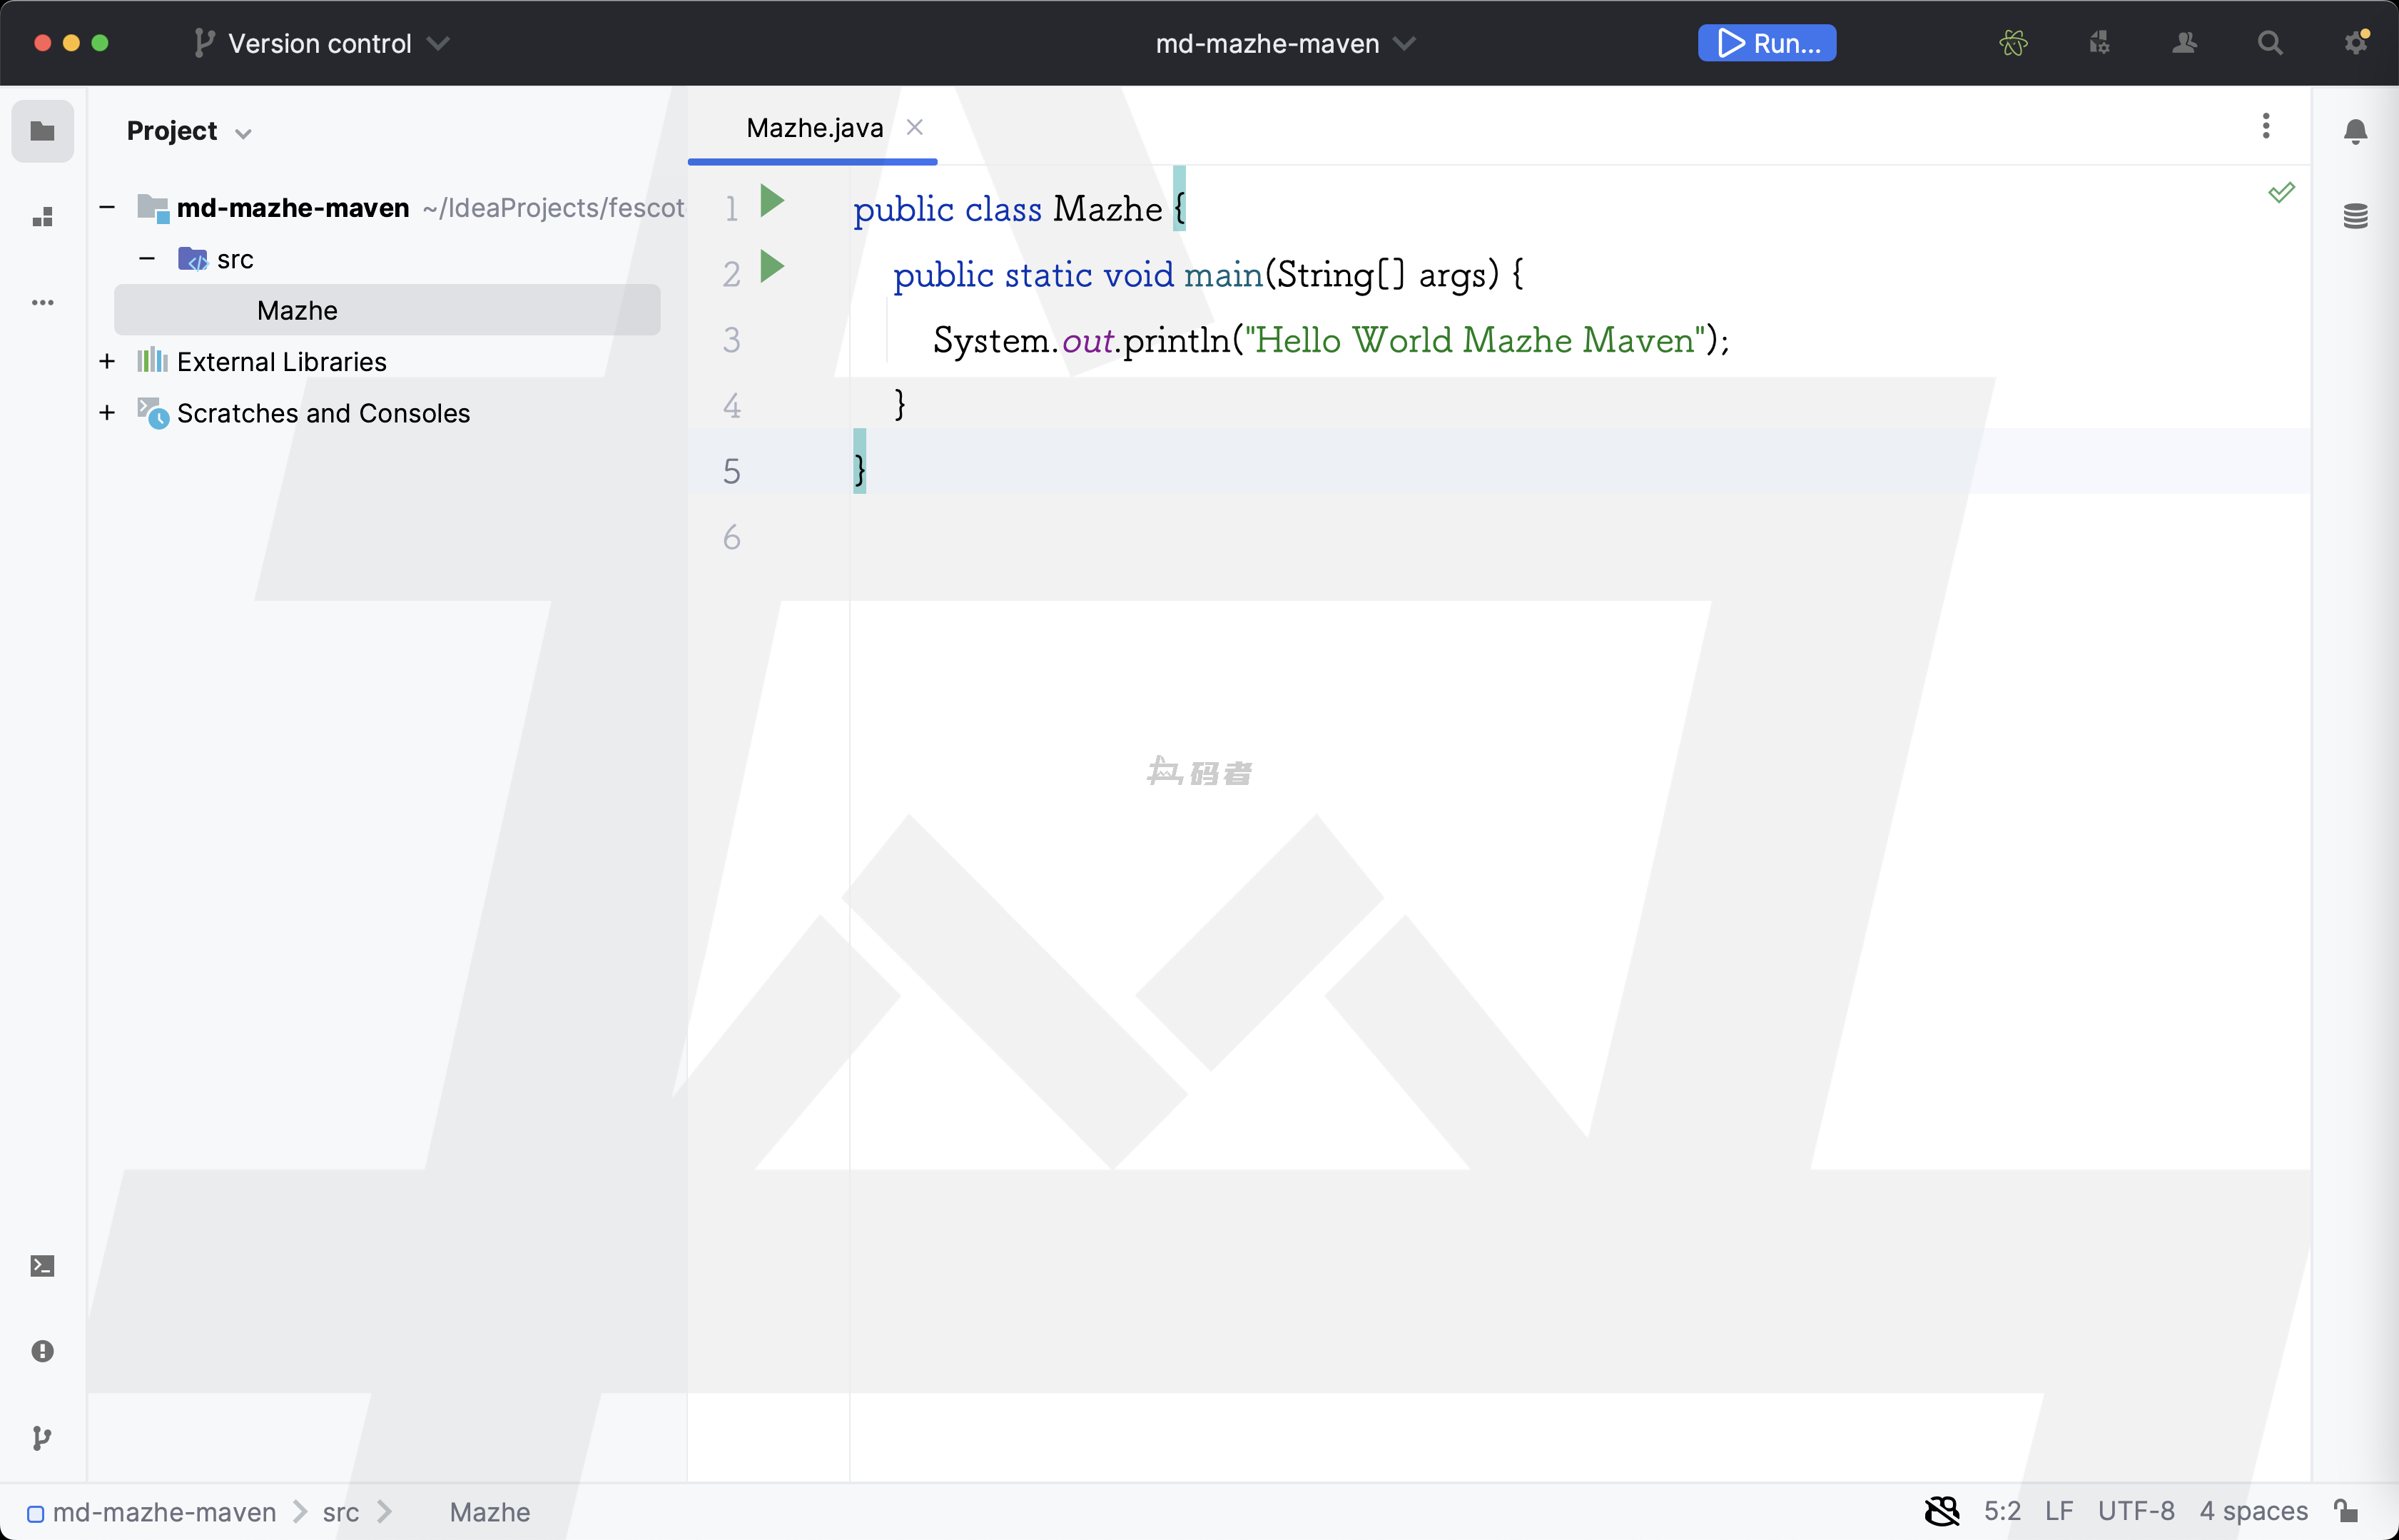 Version control
md-mazhe-maven
Run...
Project
Mazhe.java
md-mazhe-maven ~/IdeaProjects/fescot
src
Mazhe
External Libraries
Scratches and Consoles
1 public class Mazhe {
2 public static void main(String[] args) {
3 System.out.println("Hello World Mazhe Maven");
4 }
5 }
6
码者
md-mazhe-maven src Mazhe
5:2 LF UTF-8 4 spaces